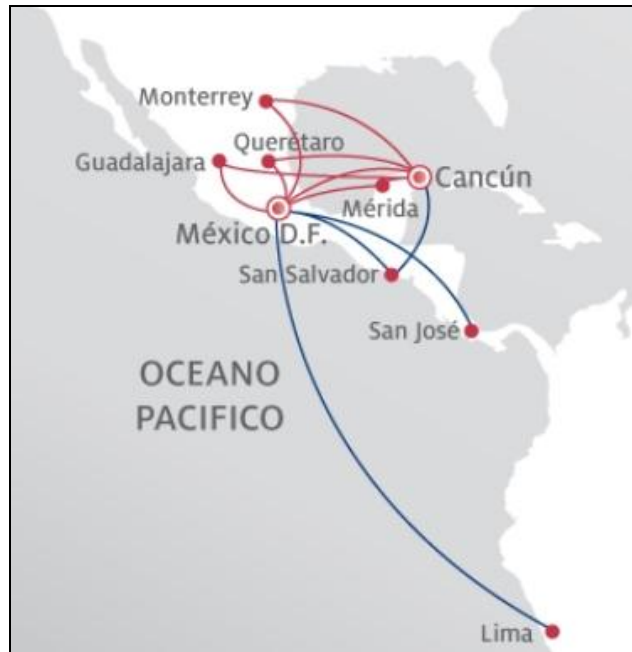 Monterrey
Querétaro
Guadalajara
Cancún
Mérida
México D.F.
San Salvador
San José
OCEANO
PACIFICO
Lima